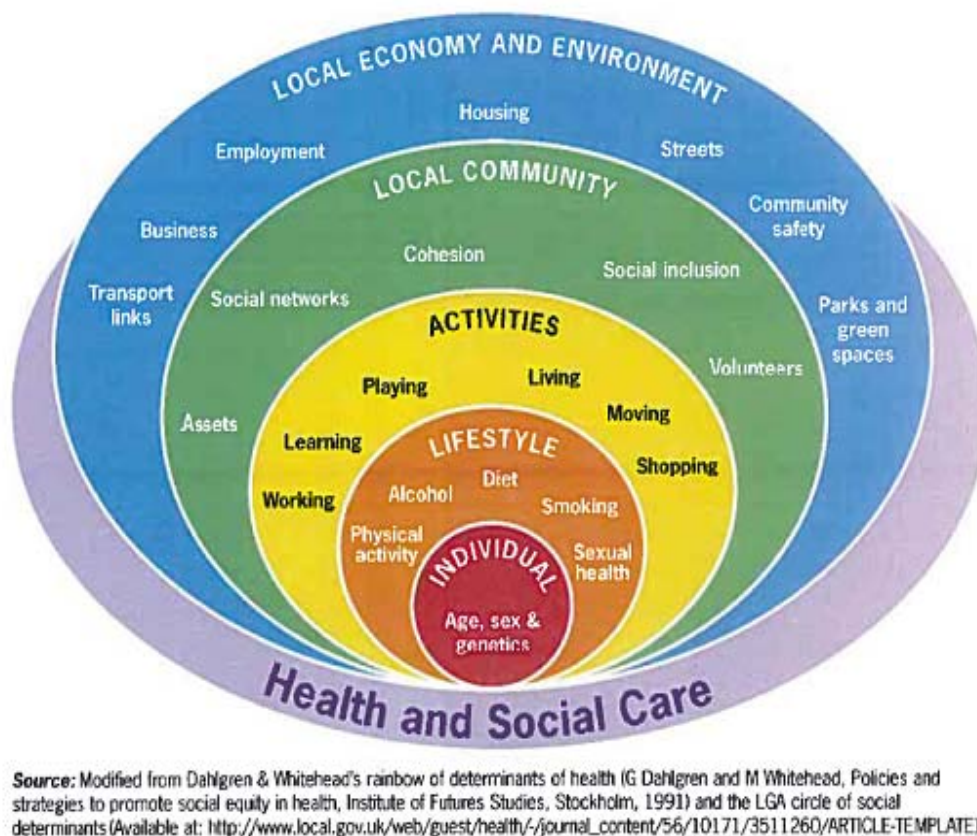 LOCAL ECONOMY AND ENVIRONMENT
Housing
Employment
Streets
Business
Community
safety
Transport
links
Parks and
green
spaces
LOCAL COMMUNITY
Cohesion
Social networks
Social inclusion
Assets
Volunteers
ACTIVITIES
Playing
Living
Learning
Moving
Working
Shopping
LIFESTYLE
Diet
Alcohol
Smoking
Physical
activity
Sexual
health
INDIVIDUAL
Age, sex &
genetics
Health and Social Care
Source: Modified from Dahlgren & Whitehead's rainbow of determinants of health (G Dahlgren and M Whitehead, Policies and
strategies to promote social equity in health, Institute of Futures Studies, Stockholm, 1991) and the LGA circle of social
determinants (Available at: http://www.local.gov.uk/web/guest/health/-/journal_content/56/10171/3511260/ARTICLE-TEMPLATE